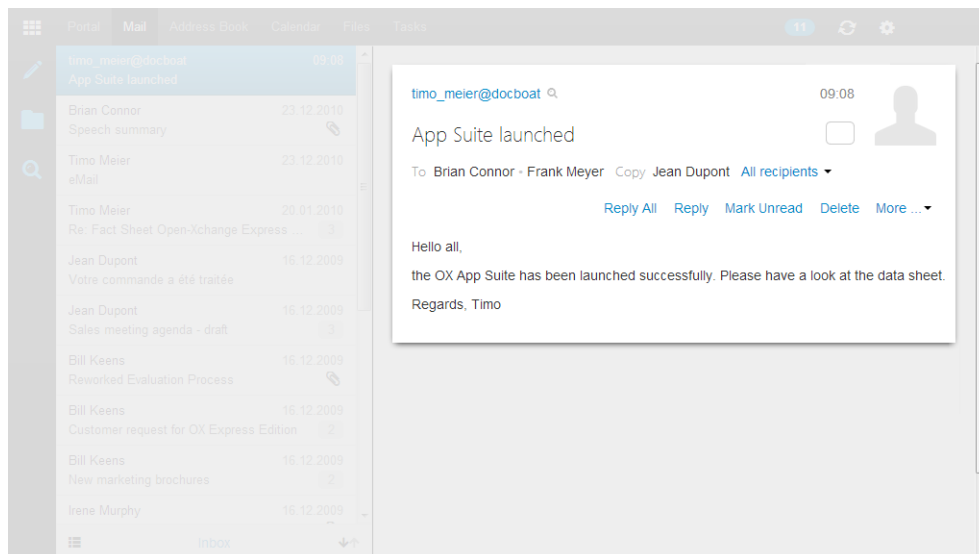 Portal Mail Address Book Calendar Files Tasks 11
timo_meier@docboat 09:08
App Suite launched
Brian Connor 23.12.2010
Speech summary
Timo Meier 23.12.2010
eMail
Timo Meier 20.01.2010
Re: Fact Sheet Open-Xchange Express ... 3
Jean Dupont 16.12.2009
Votre commande a été traitée
Jean Dupont 16.12.2009
Sales meeting agenda - draft 3
Bill Keens 16.12.2009
Reworked Evaluation Process
Bill Keens 16.12.2009
Customer request for OX Express Edition 2
Bill Keens 16.12.2009
New marketing brochures 2
Irene Murphy 16.12.2009
Inbox
timo_meier@docboat 09:08
App Suite launched
To Brian Connor • Frank Meyer Copy Jean Dupont All recipients
Reply All Reply Mark Unread Delete More ...
Hello all,
the OX App Suite has been launched successfully. Please have a look at the data sheet.
Regards, Timo